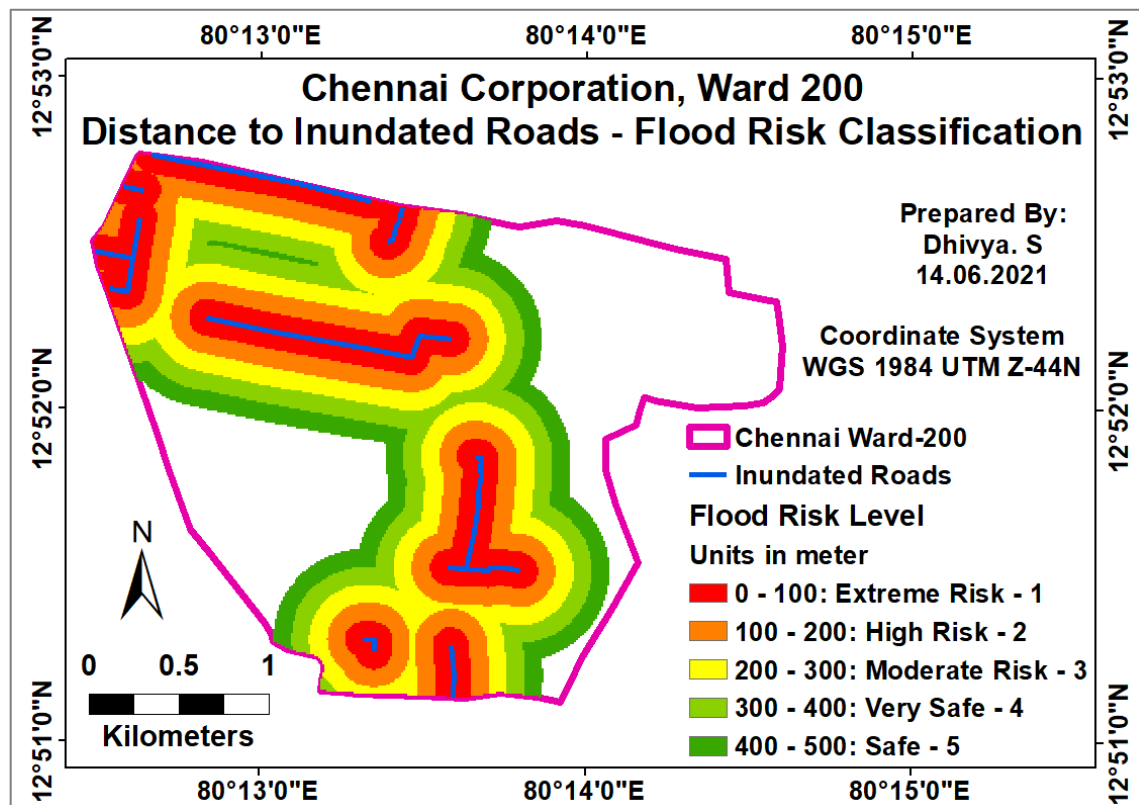 80°13'0"E 80°14'0"E 80°15'0"E
12°53'0"N
12°53'0"N
Chennai Corporation, Ward 200
Distance to Inundated Roads - Flood Risk Classification
Prepared By:
Dhivya. S
14.06.2021
Coordinate System
WGS 1984 UTM Z-44N
12°52'0"N
12°52'0"N
Chennai Ward-200
Inundated Roads
Flood Risk Level
Units in meter
0 - 100: Extreme Risk - 1
100 - 200: High Risk - 2
200 - 300: Moderate Risk - 3
300 - 400: Very Safe - 4
400 - 500: Safe - 5
N
0 0.5 1
Kilometers
12°51'0"N
12°51'0"N
80°13'0"E 80°14'0"E 80°15'0"E